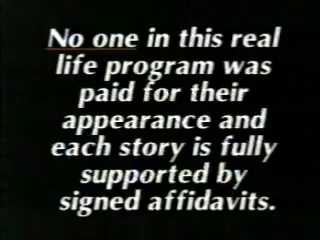 No one in this real
life program was
paid for their
appearance and
each story is fully
supported by
signed affidavits.